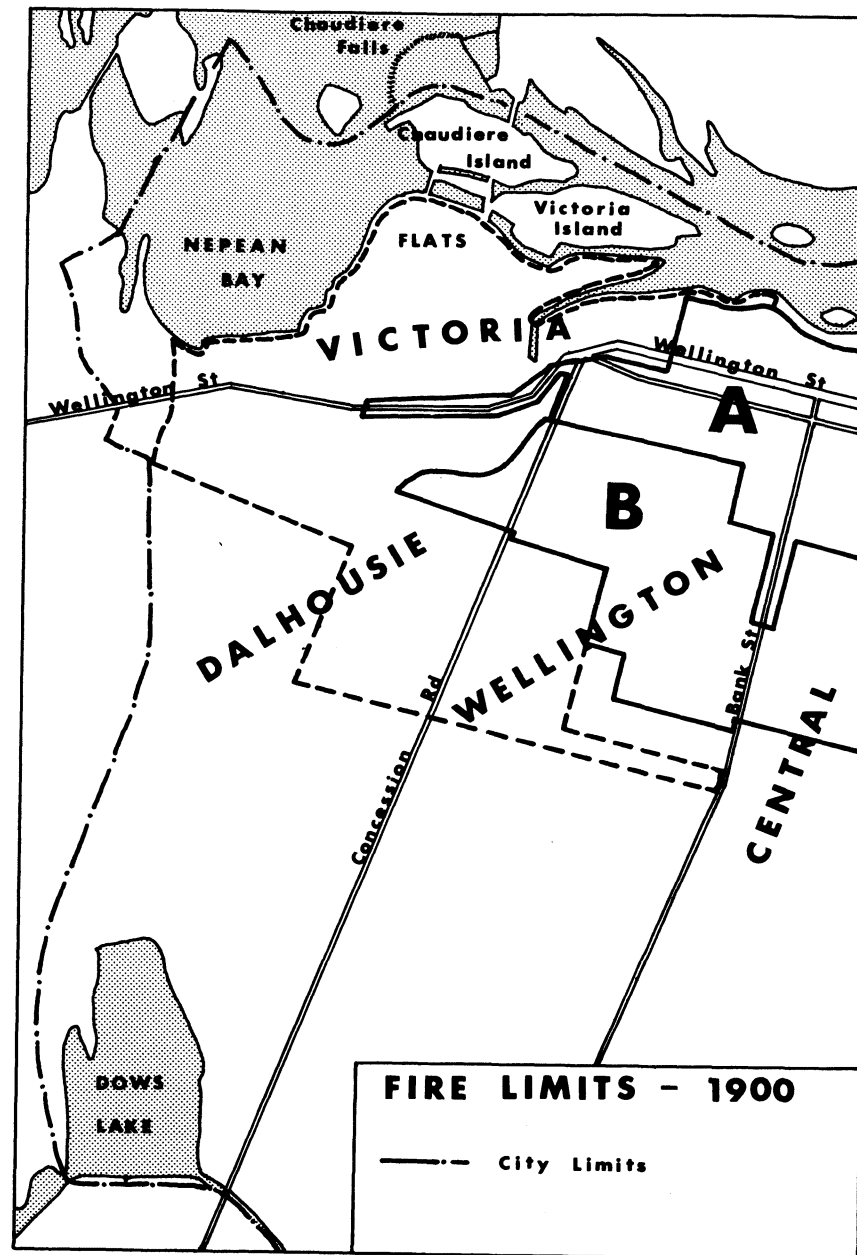 Chaudiere
Falls
Chaudiere
Island
Victoria
Island
NEPEAN
BAY
FLATS
VICTORIA
Wellington St
Wellington St
A
B
DALHOUSIE
WELLINGTON
Concession Rd
Bank St
CENTRAL
DOWS
LAKE
FIRE LIMITS - 1900
City Limits